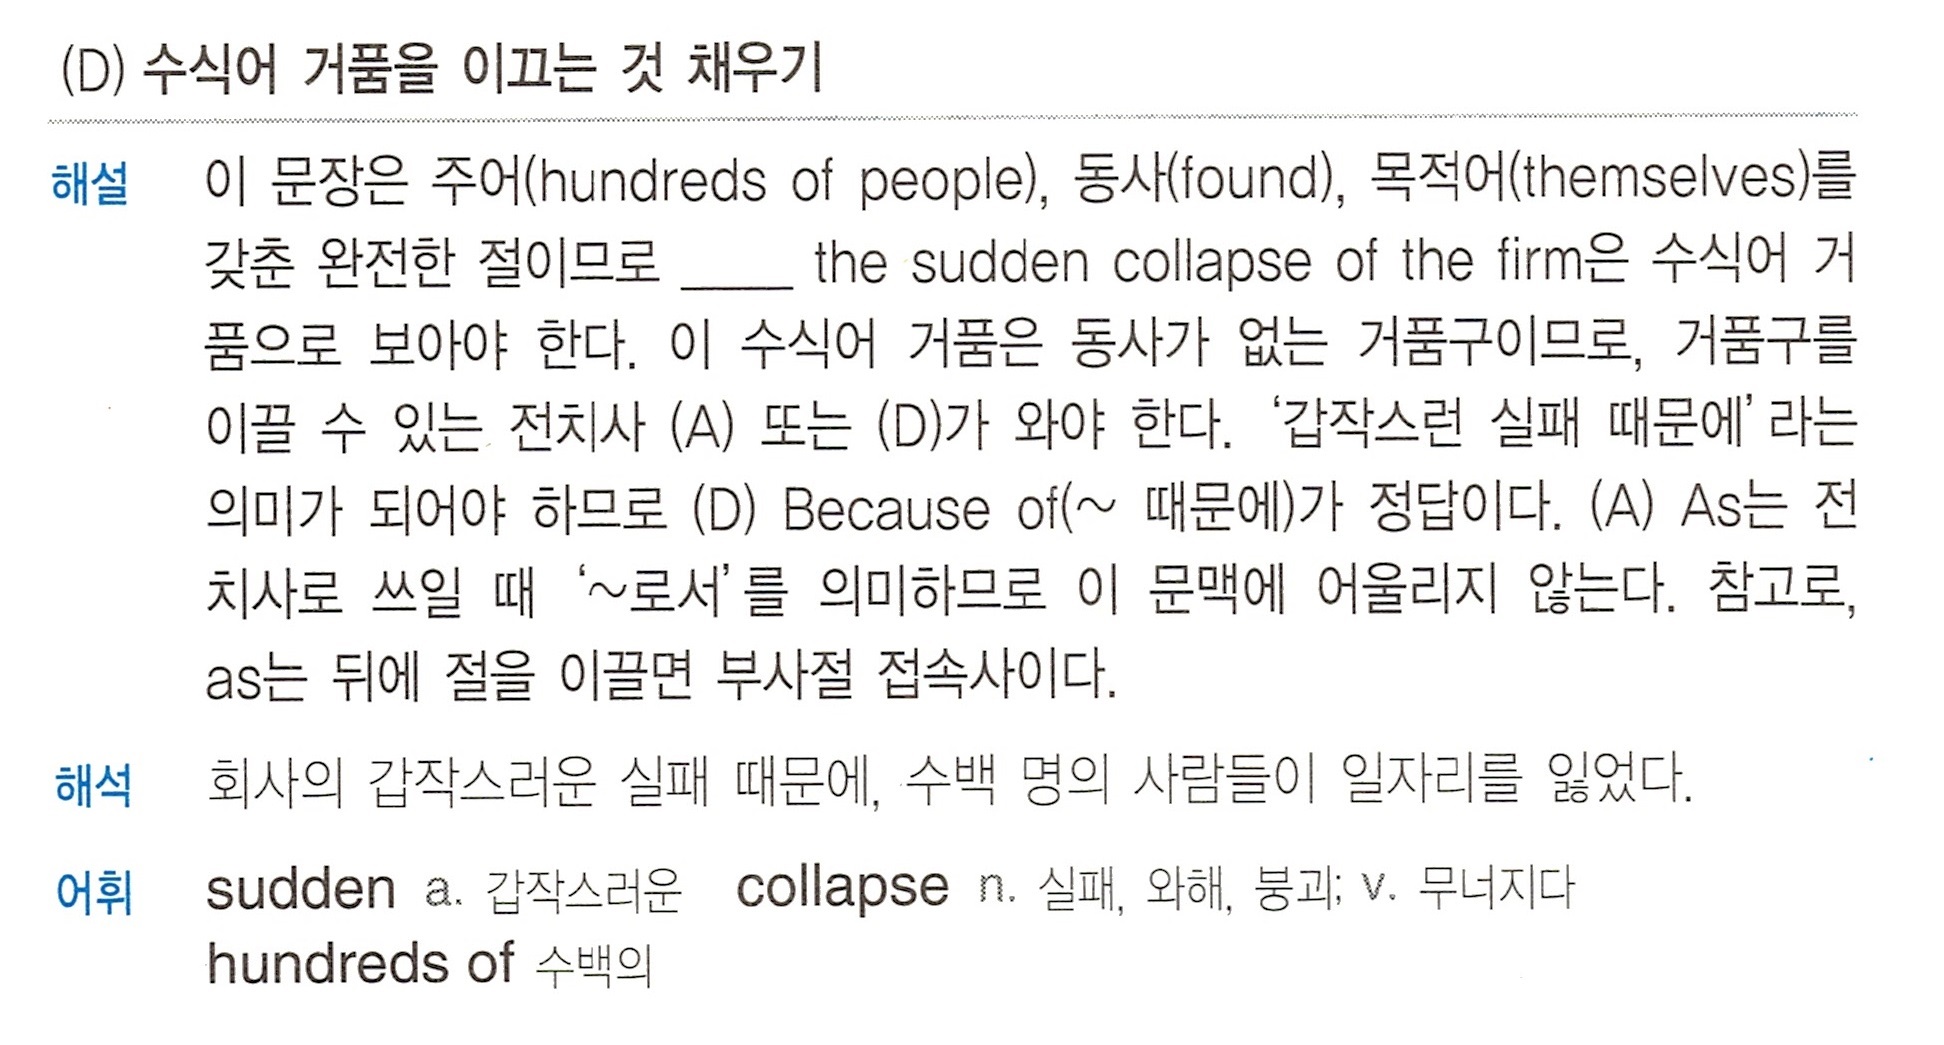 (D) 수식어 거품을 이끄는 것 채우기
해설 이 문장은 주어(hundreds of people), 동사(found), 목적어(themselves)를
갖춘 완전한 절이므로 ____ the sudden collapse of the firm은 수식어 거
품으로 보아야 한다. 이 수식어 거품은 동사가 없는 거품구이므로, 거품구를
이끌 수 있는 전치사 (A) 또는 (D)가 와야 한다. ‘갑작스런 실패 때문에’라는
의미가 되어야 하므로 (D) Because of(~ 때문에)가 정답이다. (A) As는 전
치사로 쓰일 때 ‘~로서’를 의미하므로 이 문맥에 어울리지 않는다. 참고로,
as는 뒤에 절을 이끌면 부사절 접속사이다.
해석 회사의 갑작스러운 실패 때문에, 수백 명의 사람들이 일자리를 잃었다.
어휘 sudden a. 갑작스러운 collapse n. 실패, 와해, 붕괴; v. 무너지다
hundreds of 수백의